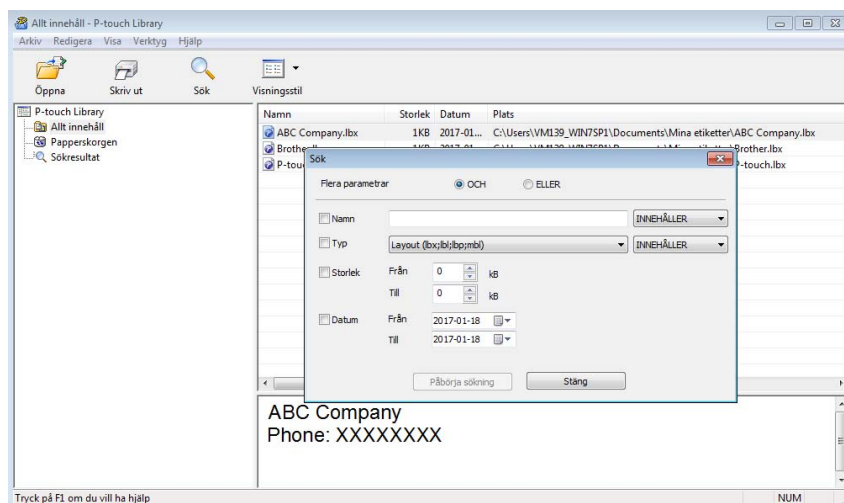 Allt innehåll - P-touch Library
Arkiv Redigera Visa Verktyg Hjälp
Öppna Skriv ut Sök Visningsstil
P-touch Library
Allt innehåll
Papperskorgen
Sökresultat
Namn Storlek Datum Plats
ABC Company.lbx 1KB 2017-01... C:\Users\VM139_WIN7SP1\Documents\Mina etiketter\ABC Company.lbx
Sök
Flera parametrar OCH ELLER
Namn INNEHÅLLER
Typ Layout (lbx;lbl;lbp;mbl) INNEHÅLLER
Storlek Från 0 kB
Till 0 kB
Datum Från 2017-01-18
Till 2017-01-18
Påbörja sökning Stäng
ABC Company
Phone: XXXXXXXX
Tryck på F1 om du vill ha hjälp NUM